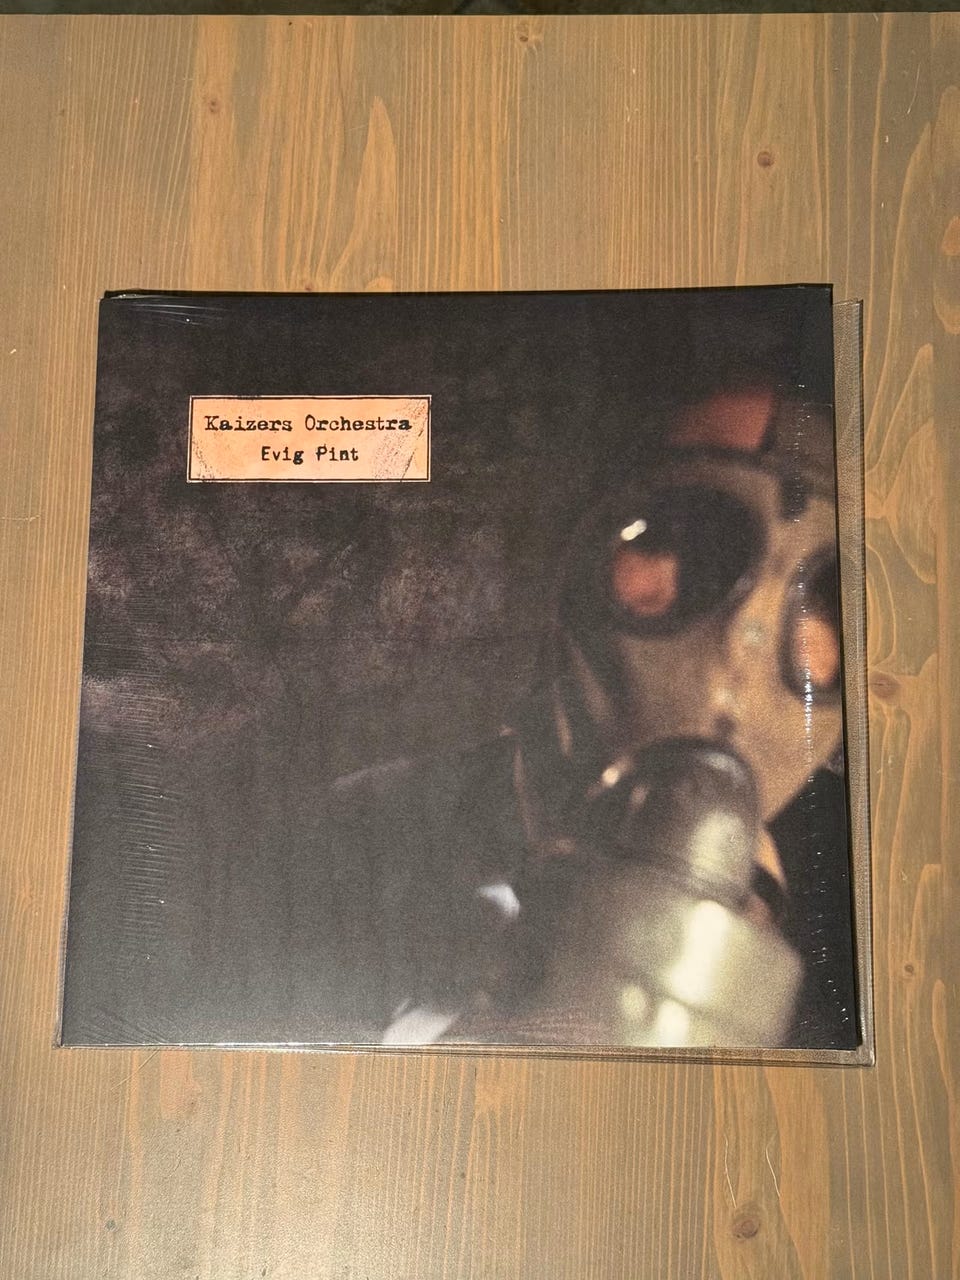 Kaizers Orchestra
Evig Pint